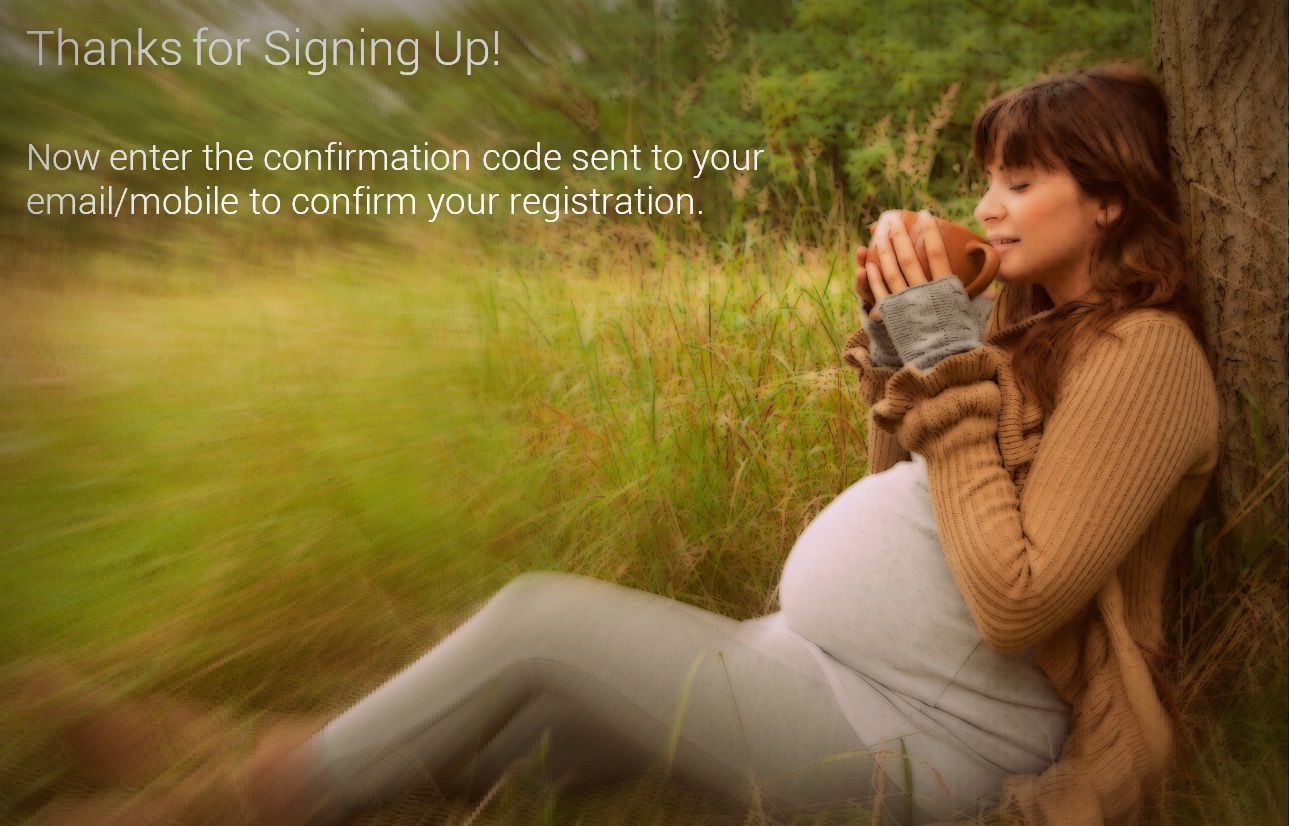 Thanks for Signing Up!
Now enter the confirmation code sent to your
email/mobile to confirm your registration.